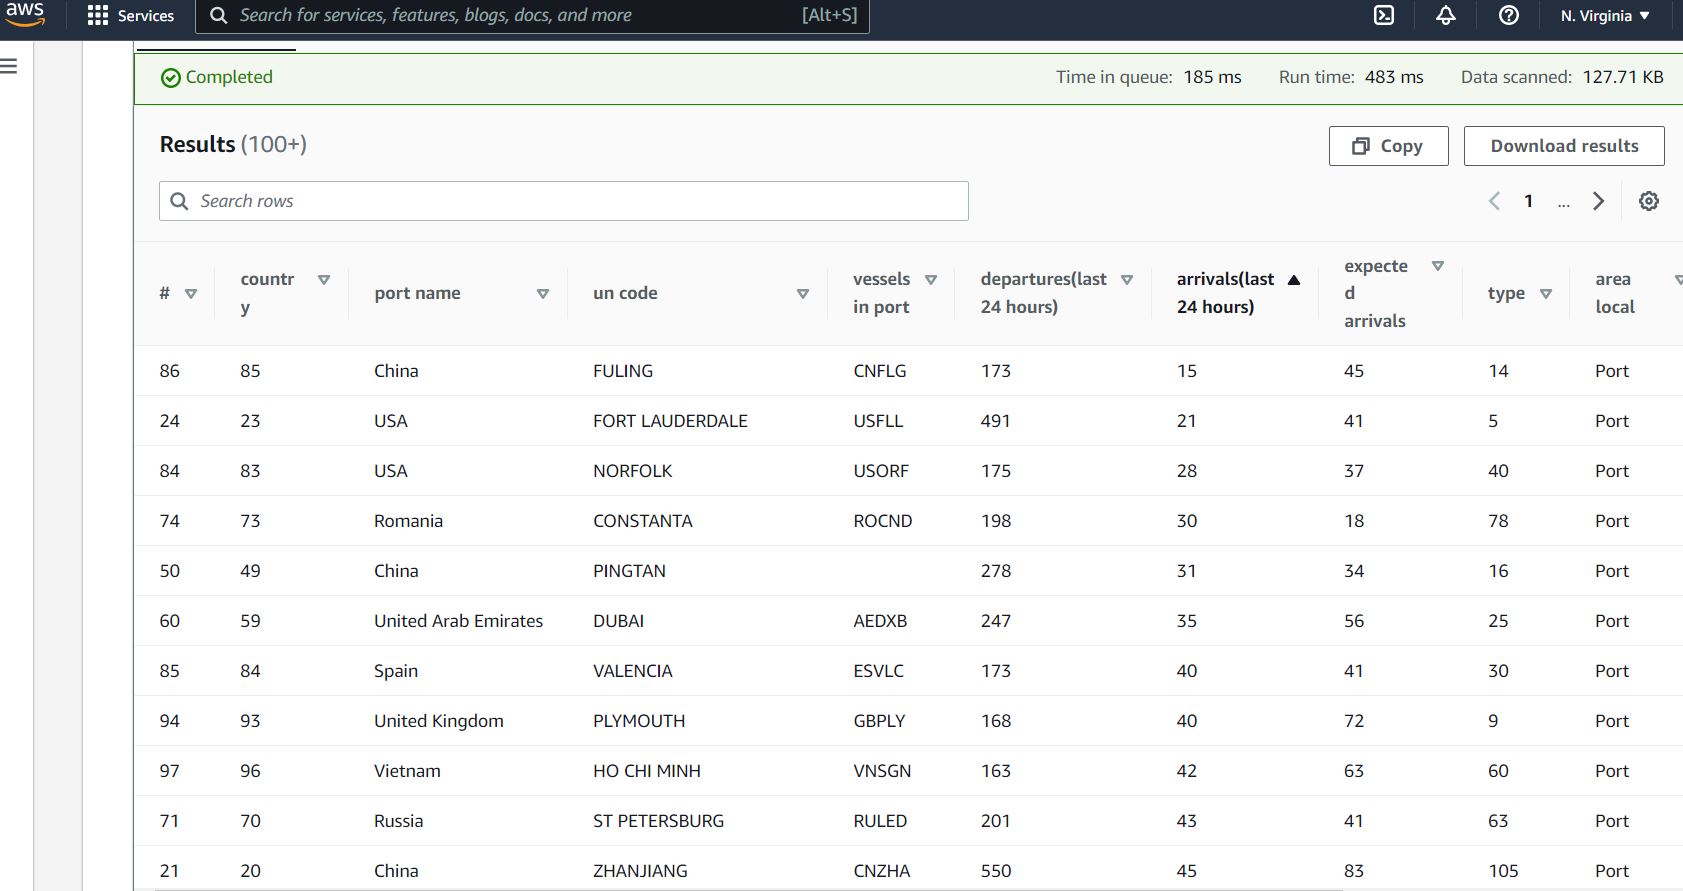 aws Services Search for services, features, blogs, docs, and more [Alt+S] N. Virginia
Completed Time in queue: 185 ms Run time: 483 ms Data scanned: 127.71 KB
Results (100+) Copy Download results
Search rows 1 ...
# country port name un code vessels in port departures(last 24 hours) arrivals(last 24 hours) expected arrivals type area local
86 85 China FULING CNFLG 173 15 45 14 Port
24 23 USA FORT LAUDERDALE USFLL 491 21 41 5 Port
84 83 USA NORFOLK USORF 175 28 37 40 Port
74 73 Romania CONSTANTA ROCND 198 30 18 78 Port
50 49 China PINGTAN 278 31 34 16 Port
60 59 United Arab Emirates DUBAI AEDXB 247 35 56 25 Port
85 84 Spain VALENCIA ESVLC 173 40 41 30 Port
94 93 United Kingdom PLYMOUTH GBPLY 168 40 72 9 Port
97 96 Vietnam HO CHI MINH VNSGN 163 42 63 60 Port
71 70 Russia ST PETERSBURG RULED 201 43 41 63 Port
21 20 China ZHANJIANG CNZHA 550 45 83 105 Port